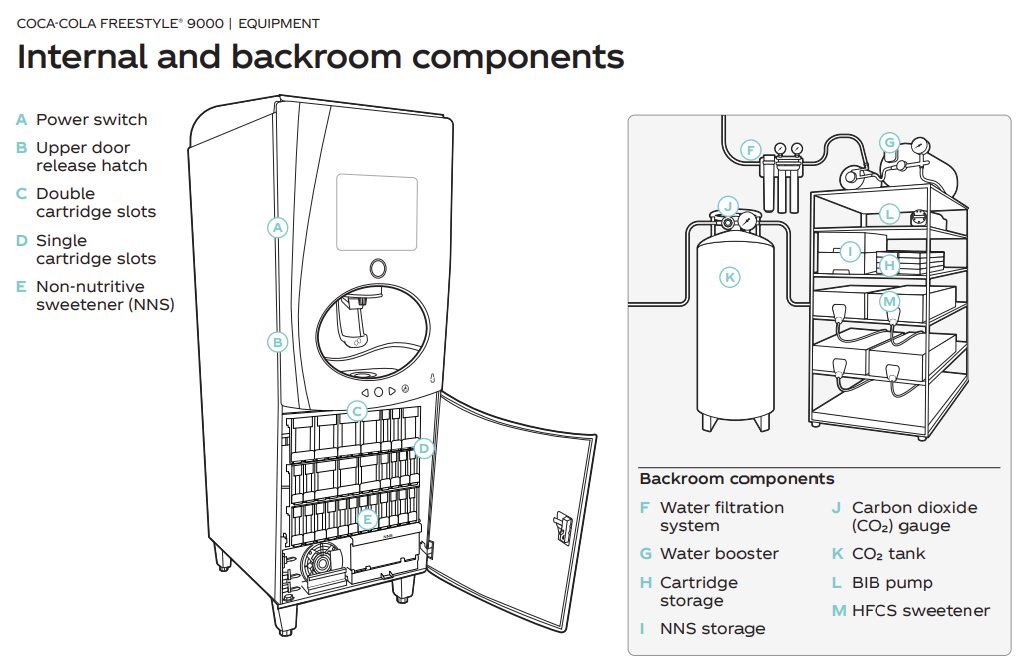 COCA-COLA FREESTYLE® 9000 | EQUIPMENT
Internal and backroom components
A Power switch
B Upper door
release hatch
C Double
cartridge slots
D Single
cartridge slots
E Non-nutritive
sweetener (NNS)
A
B
C
D
E
NNS
F
G
J
L
I
H
K
M
Backroom components
F Water filtration
system
G Water booster
H Cartridge
storage
I NNS storage
J Carbon dioxide
(CO₂) gauge
K CO₂ tank
L BIB pump
M HFCS sweetener